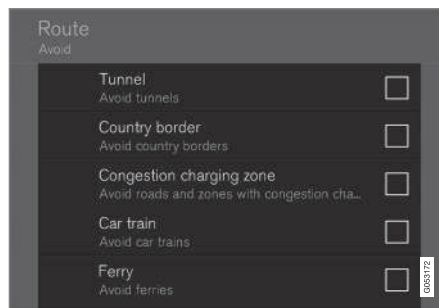 Route
Avoid
Tunnel
Avoid tunnels
Country border
Avoid country borders
Congestion charging zone
Avoid roads and zones with congestion cha...
Car train
Avoid car trains
Ferry
Avoid ferries
G053172